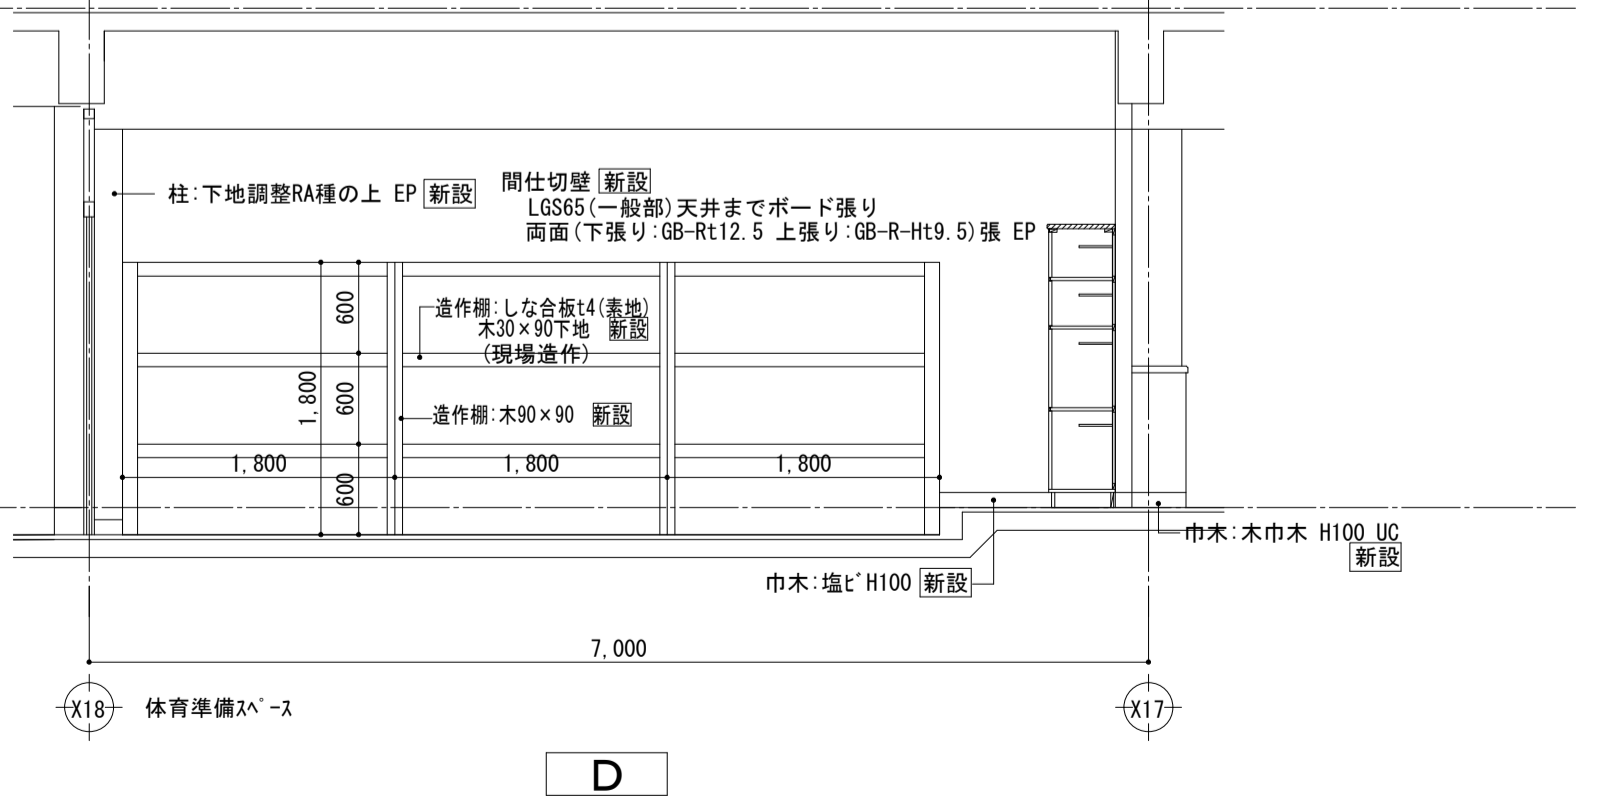 柱:下地調整RA種の上 EP 新設
間仕切壁 新設
LGS65(一般部)天井までボード張り
両面(下張り:GB-Rt12.5 上張り:GB-R-Ht9.5)張 EP
造作棚:しな合板t4(素地)
木30×90下地 新設
(現場造作)
造作棚:木90×90 新設
600
600
600
1,800
1,800
1,800
1,800
巾木:木巾木 H100 UC
新設
巾木:塩ﾋﾞH100 新設
7,000
X18
体育準備ｽﾍﾟｰｽ
X17
D